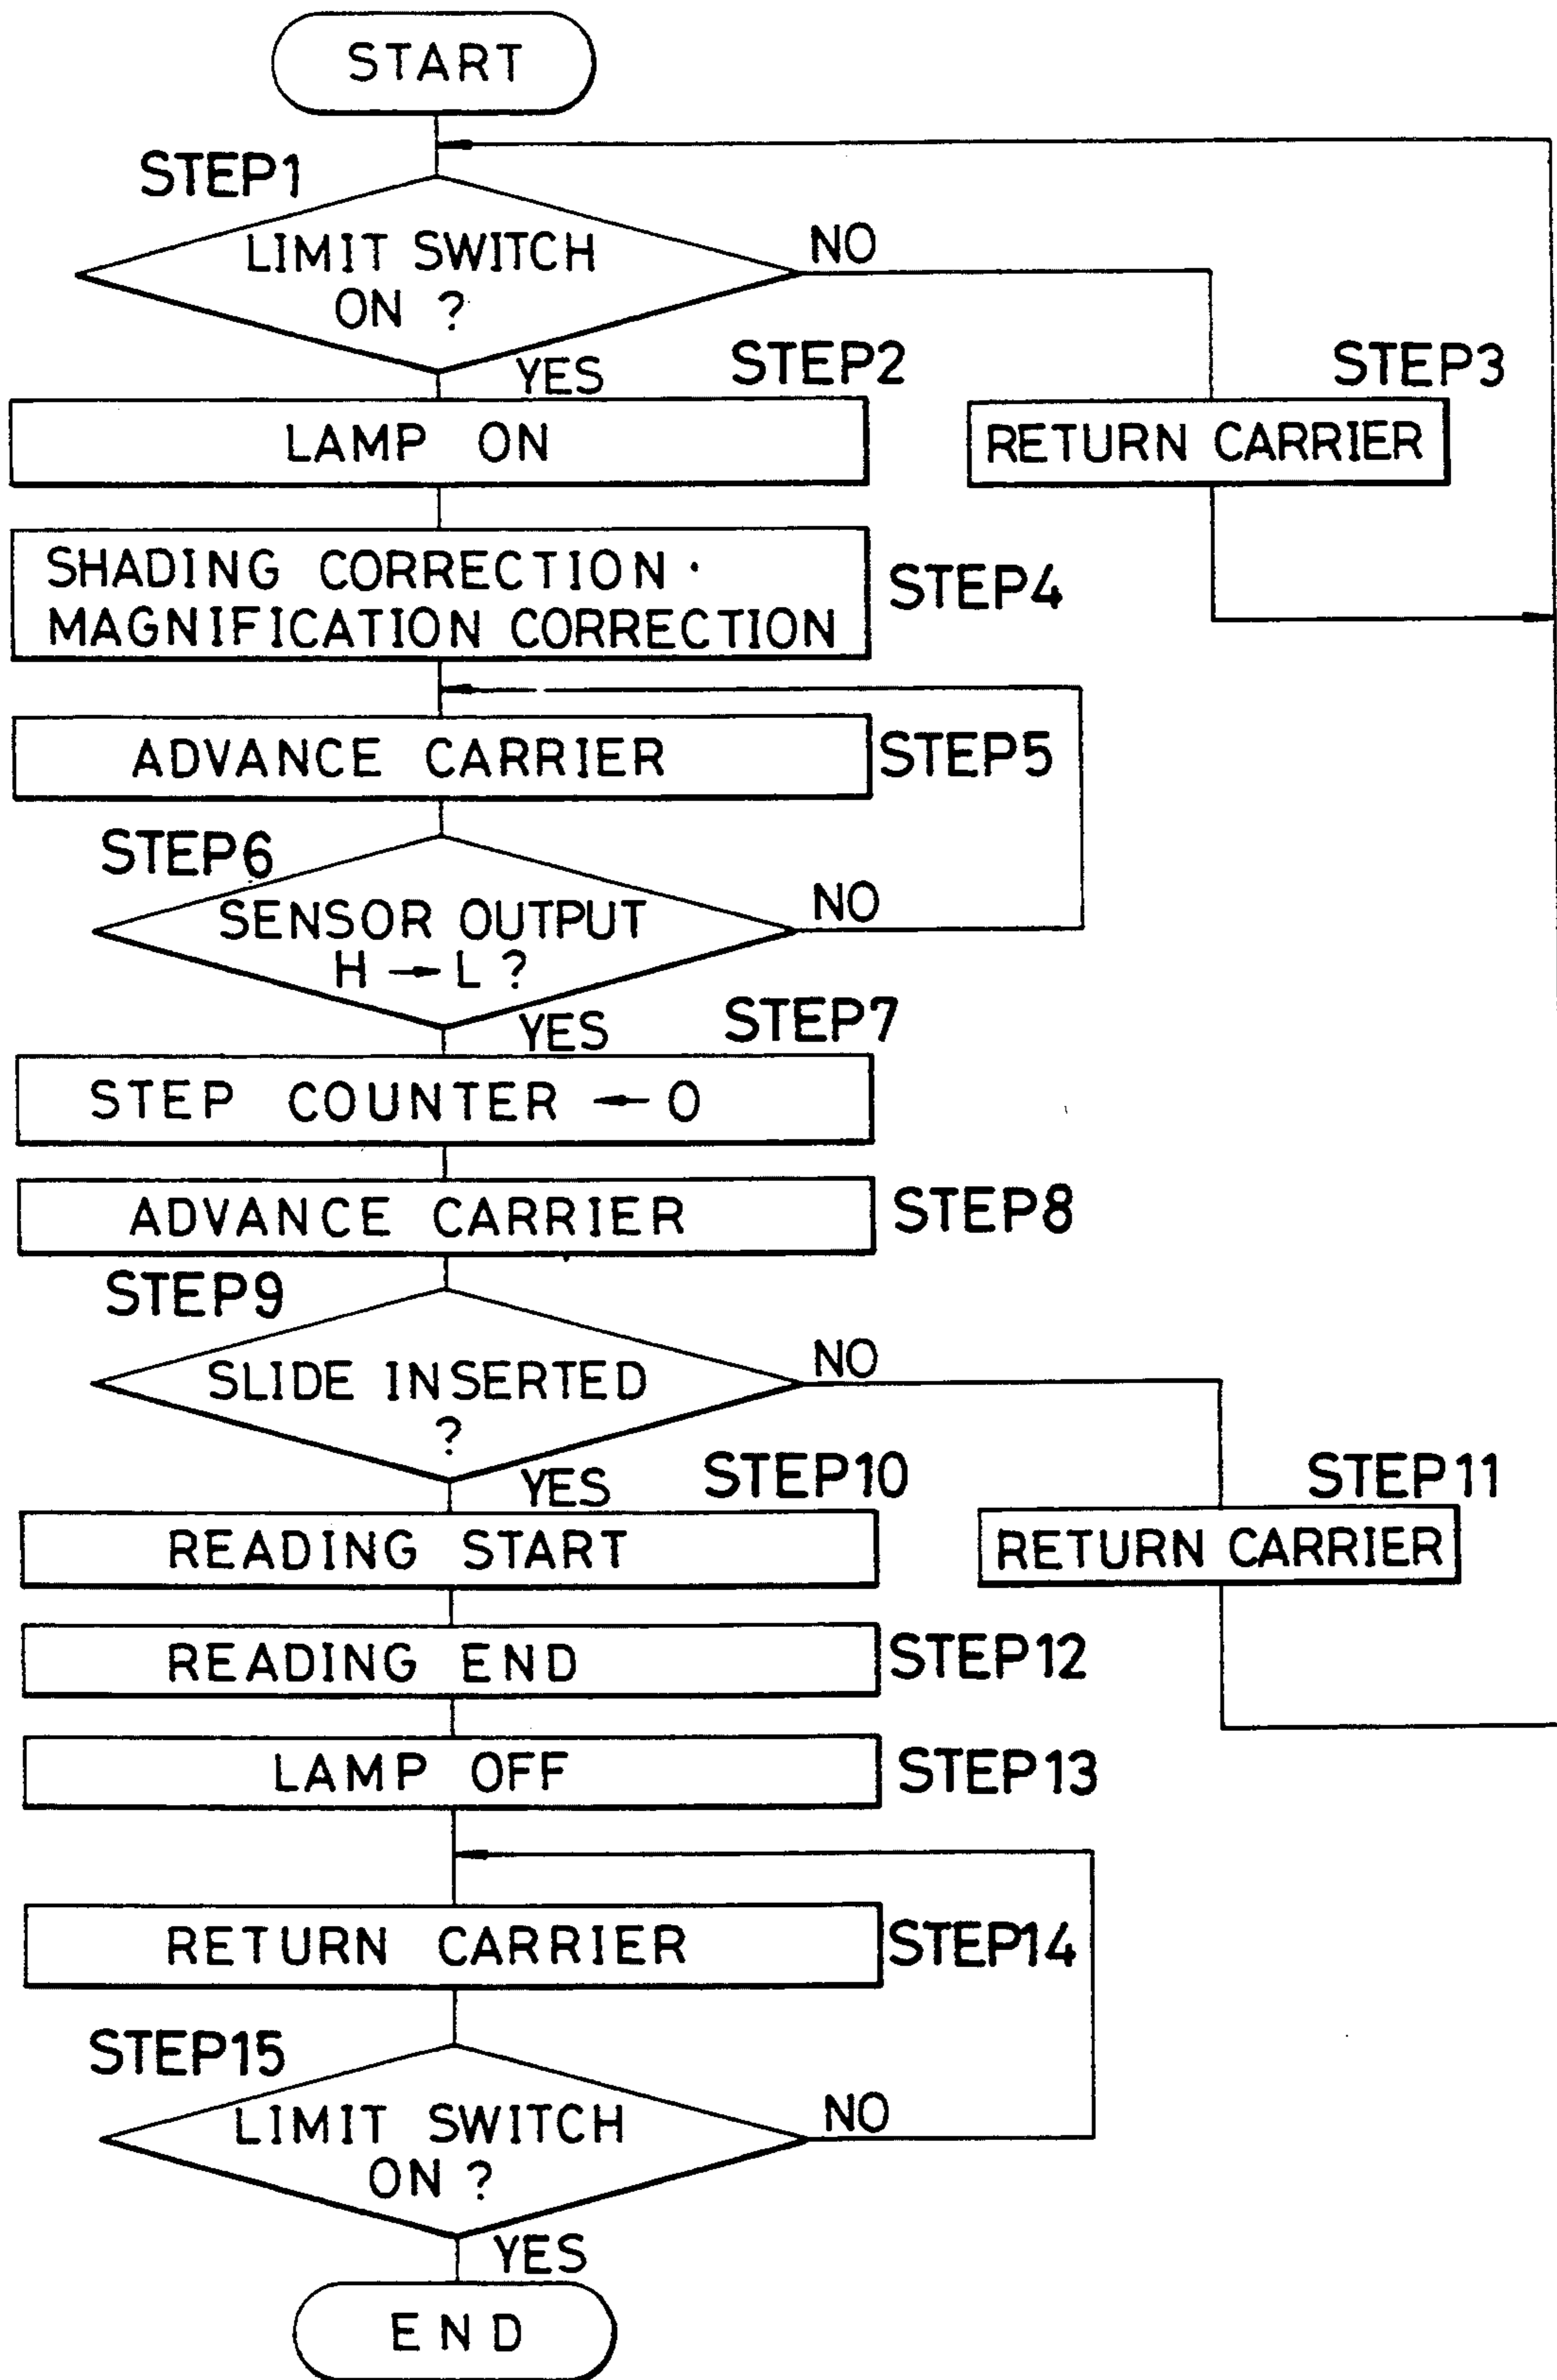 START
STEP1
LIMIT SWITCH
ON ?
NO
YES
STEP2
STEP3
LAMP ON
RETURN CARRIER
SHADING CORRECTION ·
MAGNIFICATION CORRECTION
STEP4
ADVANCE CARRIER
STEP5
STEP6
SENSOR OUTPUT
H → L ?
NO
YES
STEP7
STEP COUNTER ← 0
ADVANCE CARRIER
STEP8
STEP9
SLIDE INSERTED
?
NO
YES
STEP10
STEP11
READING START
RETURN CARRIER
READING END
STEP12
LAMP OFF
STEP13
RETURN CARRIER
STEP14
STEP15
LIMIT SWITCH
ON ?
NO
YES
END